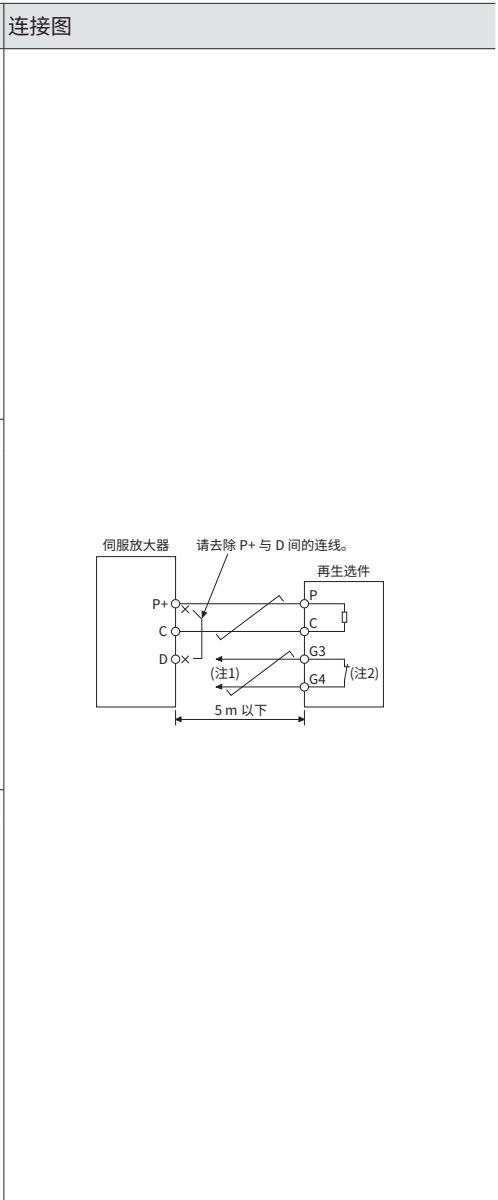 连接图
伺服放大器
请去除 P+ 与 D 间的连线。
再生选件
P+
P
C
C
D
G3
(注1)
G4
(注2)
5 m 以下